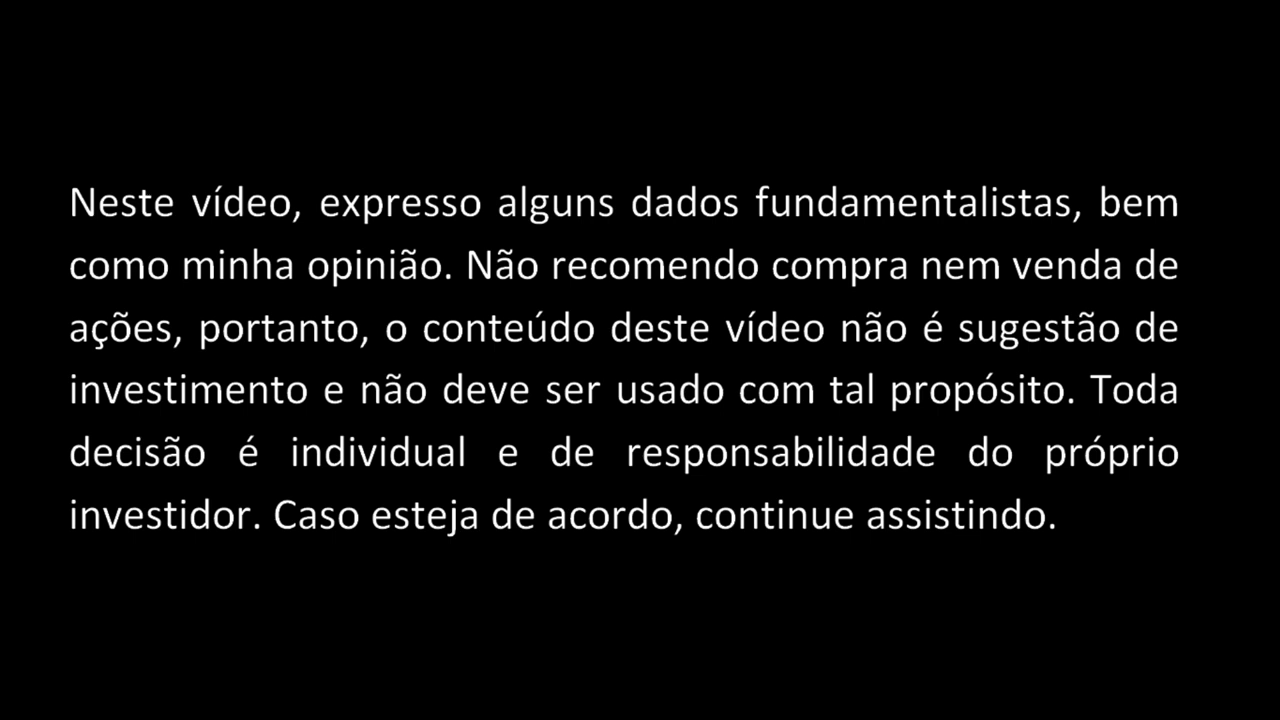 Neste vídeo, expresso alguns dados fundamentalistas, bem
como minha opinião. Não recomendo compra nem venda de
ações, portanto, o conteúdo deste vídeo não é sugestão de
investimento e não deve ser usado com tal propósito. Toda
decisão é individual e de responsabilidade do próprio
investidor. Caso esteja de acordo, continue assistindo.